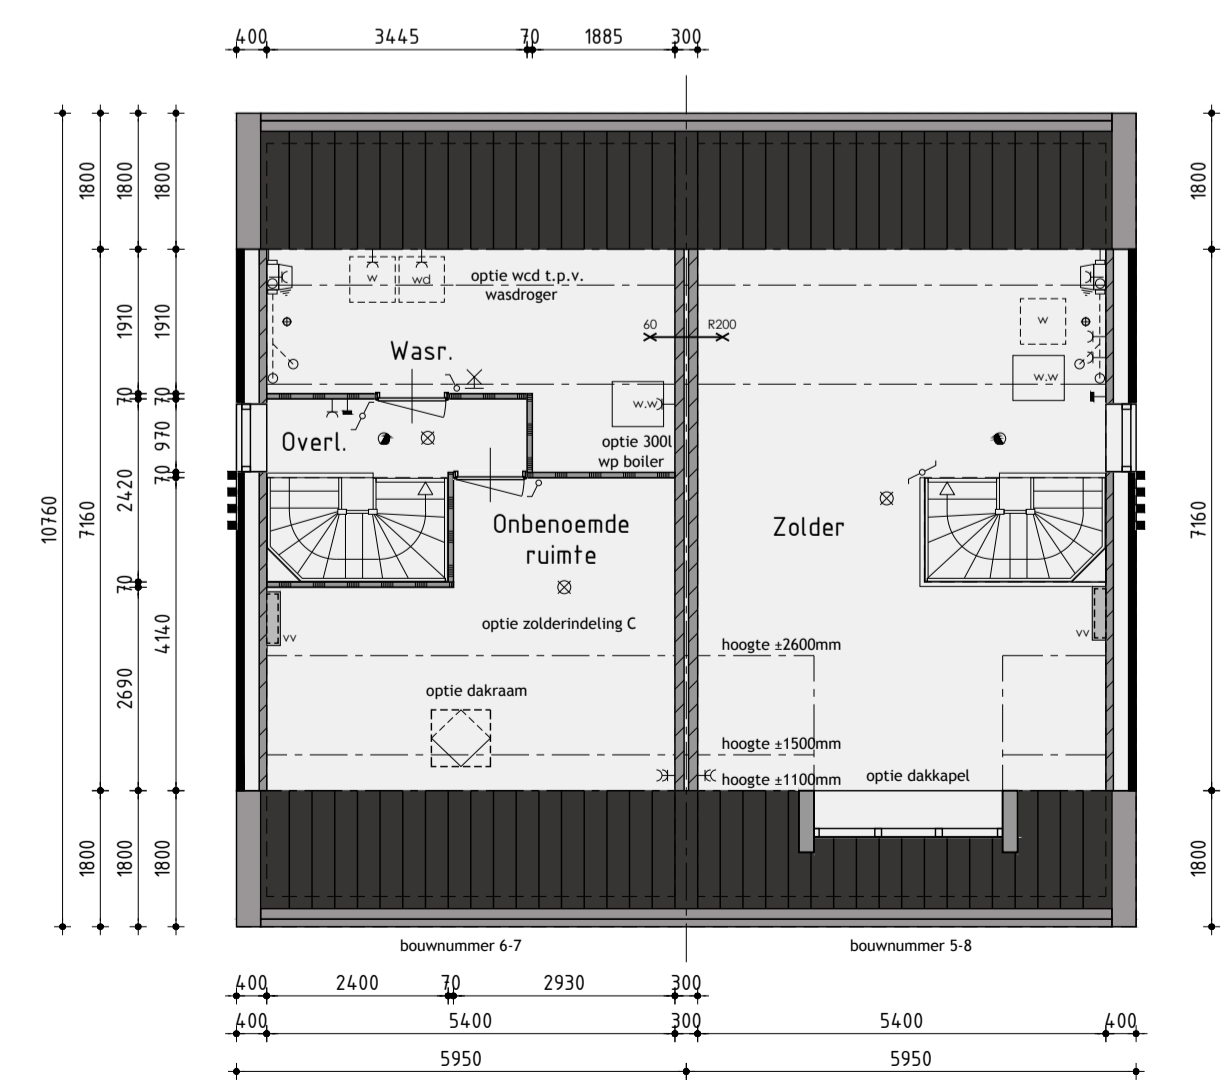 400 3445 70 1885 300
1800 1800 1800 1800
w wd optie wcd t.p.v.
wasdroger
1910 1910
60 R200
w
Wasr.
w.w
70 70
w.w
Overl.
970
optie 300l
wp boiler
70
2420
10760 7160 7160
Onbenoemde
ruimte
Zolder
70
4140
optie zolderindeling C
vv vv
hoogte ±2600mm
2690
optie dakraam
hoogte ±1500mm
hoogte ±1100mm optie dakkapel
1800 1800 1800 1800
bouwnummer 6-7 bouwnummer 5-8
400 2400 70 2930 300
400 5400 300 5400 400
5950 5950